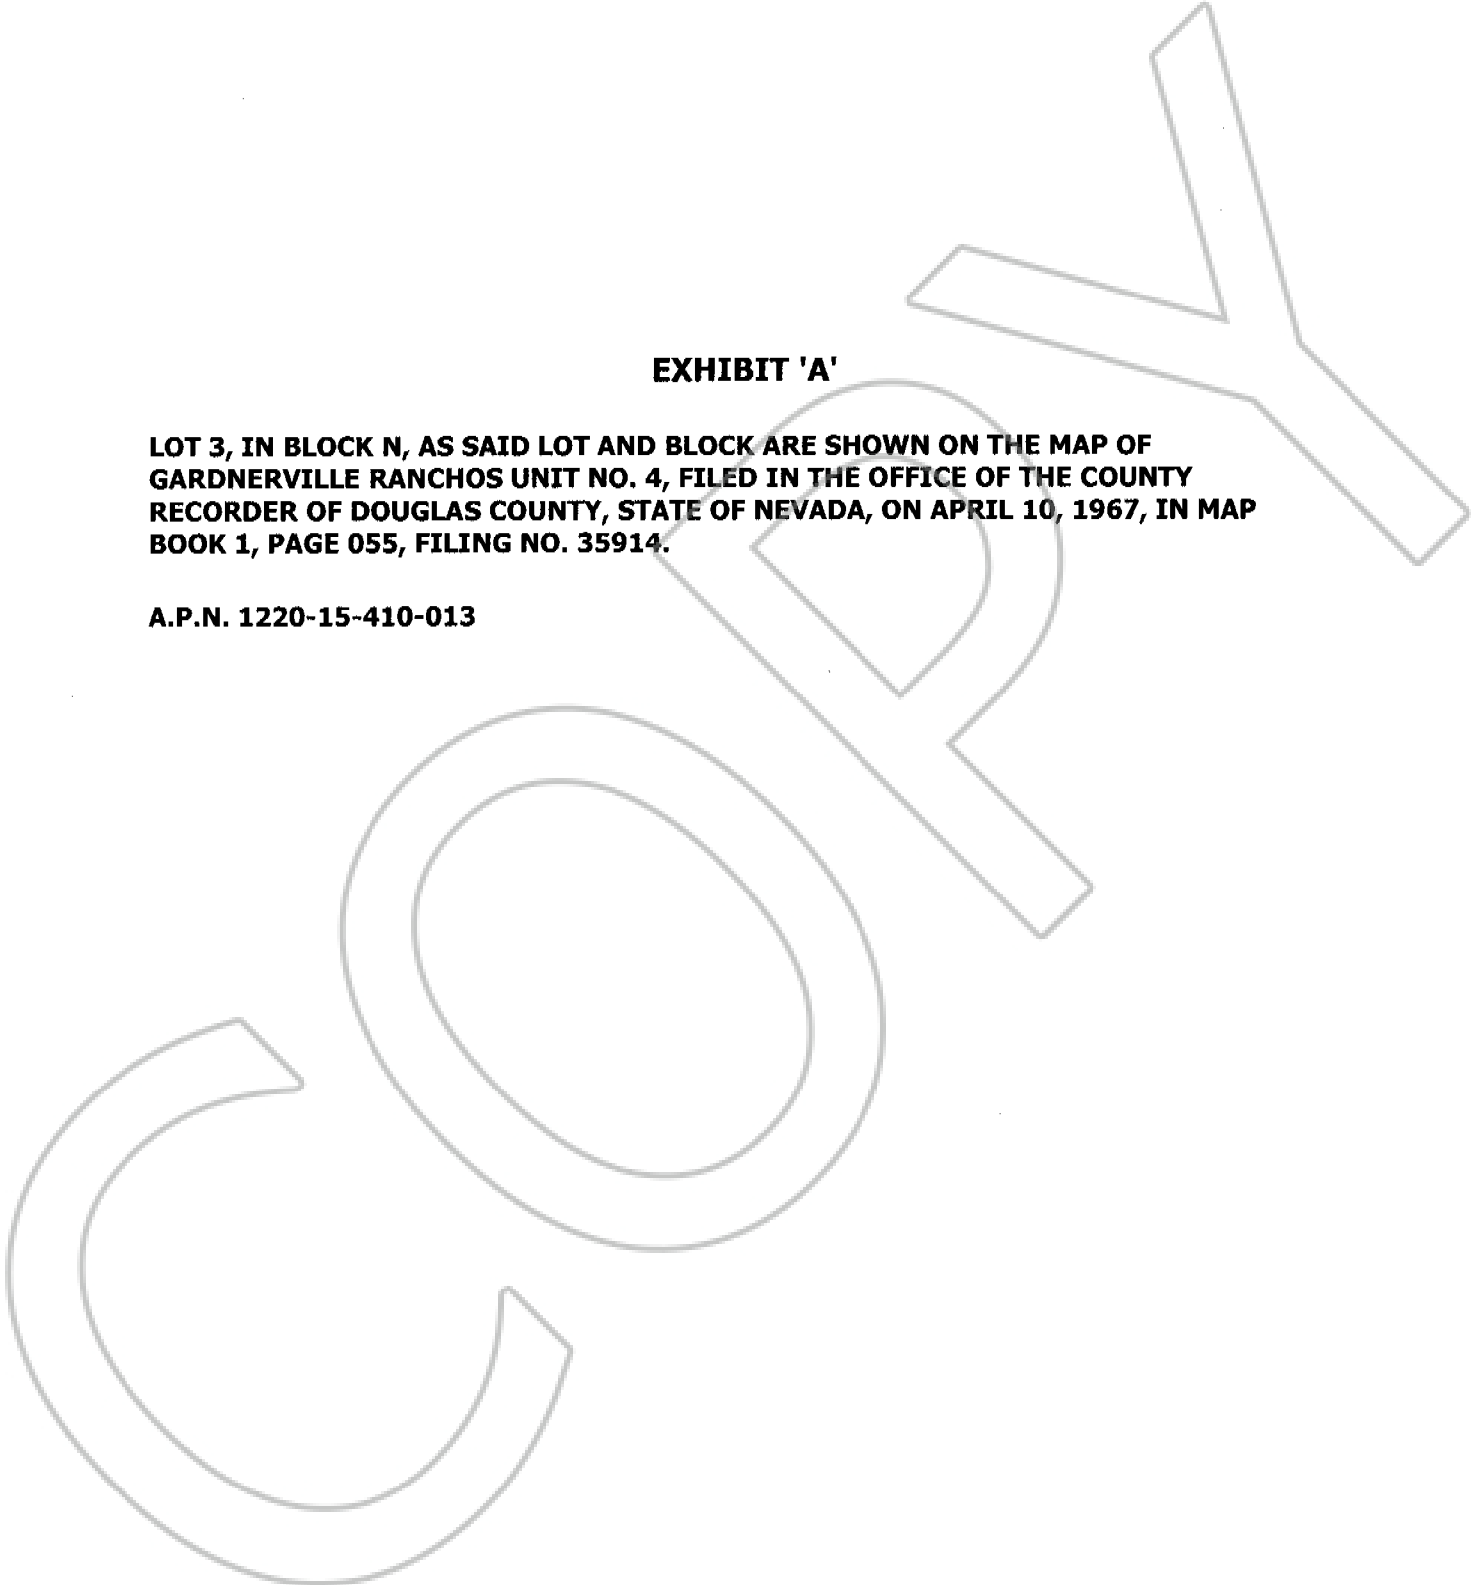 EXHIBIT 'A'
LOT 3, IN BLOCK N, AS SAID LOT AND BLOCK ARE SHOWN ON THE MAP OF
GARDNERVILLE RANCHOS UNIT NO. 4, FILED IN THE OFFICE OF THE COUNTY
RECORDER OF DOUGLAS COUNTY, STATE OF NEVADA, ON APRIL 10, 1967, IN MAP
BOOK 1, PAGE 055, FILING NO. 35914.
A.P.N. 1220-15-410-013
COPY